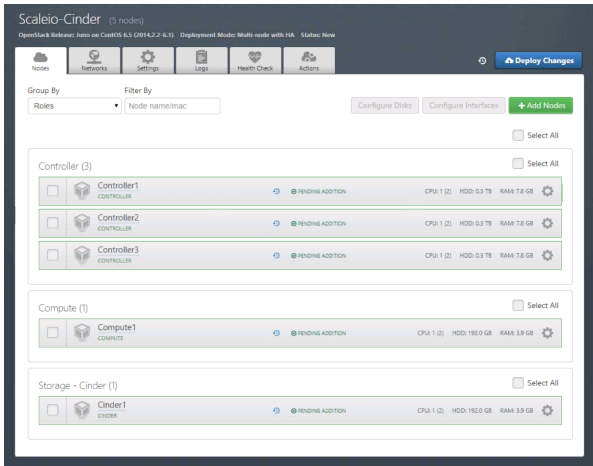 Scaleio-Cinder (5 nodes)
OpenStack Release: Juno on CentOS 6.5 (2014.2.2-6.1) Deployment Mode: Multi-node with HA Status: New
Nodes Networks Settings Logs Health Check Actions Deploy Changes
Group By Filter By
Roles Node name/mac Configure Disks Configure Interfaces + Add Nodes
Select All
Controller (3) Select All
Controller1
CONTROLLER PENDING ADDITION CPU: 1 (2) HDD: 0.3 TB RAM: 7.8 GB
Controller2
CONTROLLER PENDING ADDITION CPU: 1 (2) HDD: 0.3 TB RAM: 7.8 GB
Controller3
CONTROLLER PENDING ADDITION CPU: 1 (2) HDD: 0.3 TB RAM: 7.8 GB
Compute (1) Select All
Compute1
COMPUTE PENDING ADDITION CPU: 1 (2) HDD: 192.0 GB RAM: 3.9 GB
Storage - Cinder (1) Select All
Cinder1
CINDER PENDING ADDITION CPU: 1 (2) HDD: 192.0 GB RAM: 3.9 GB